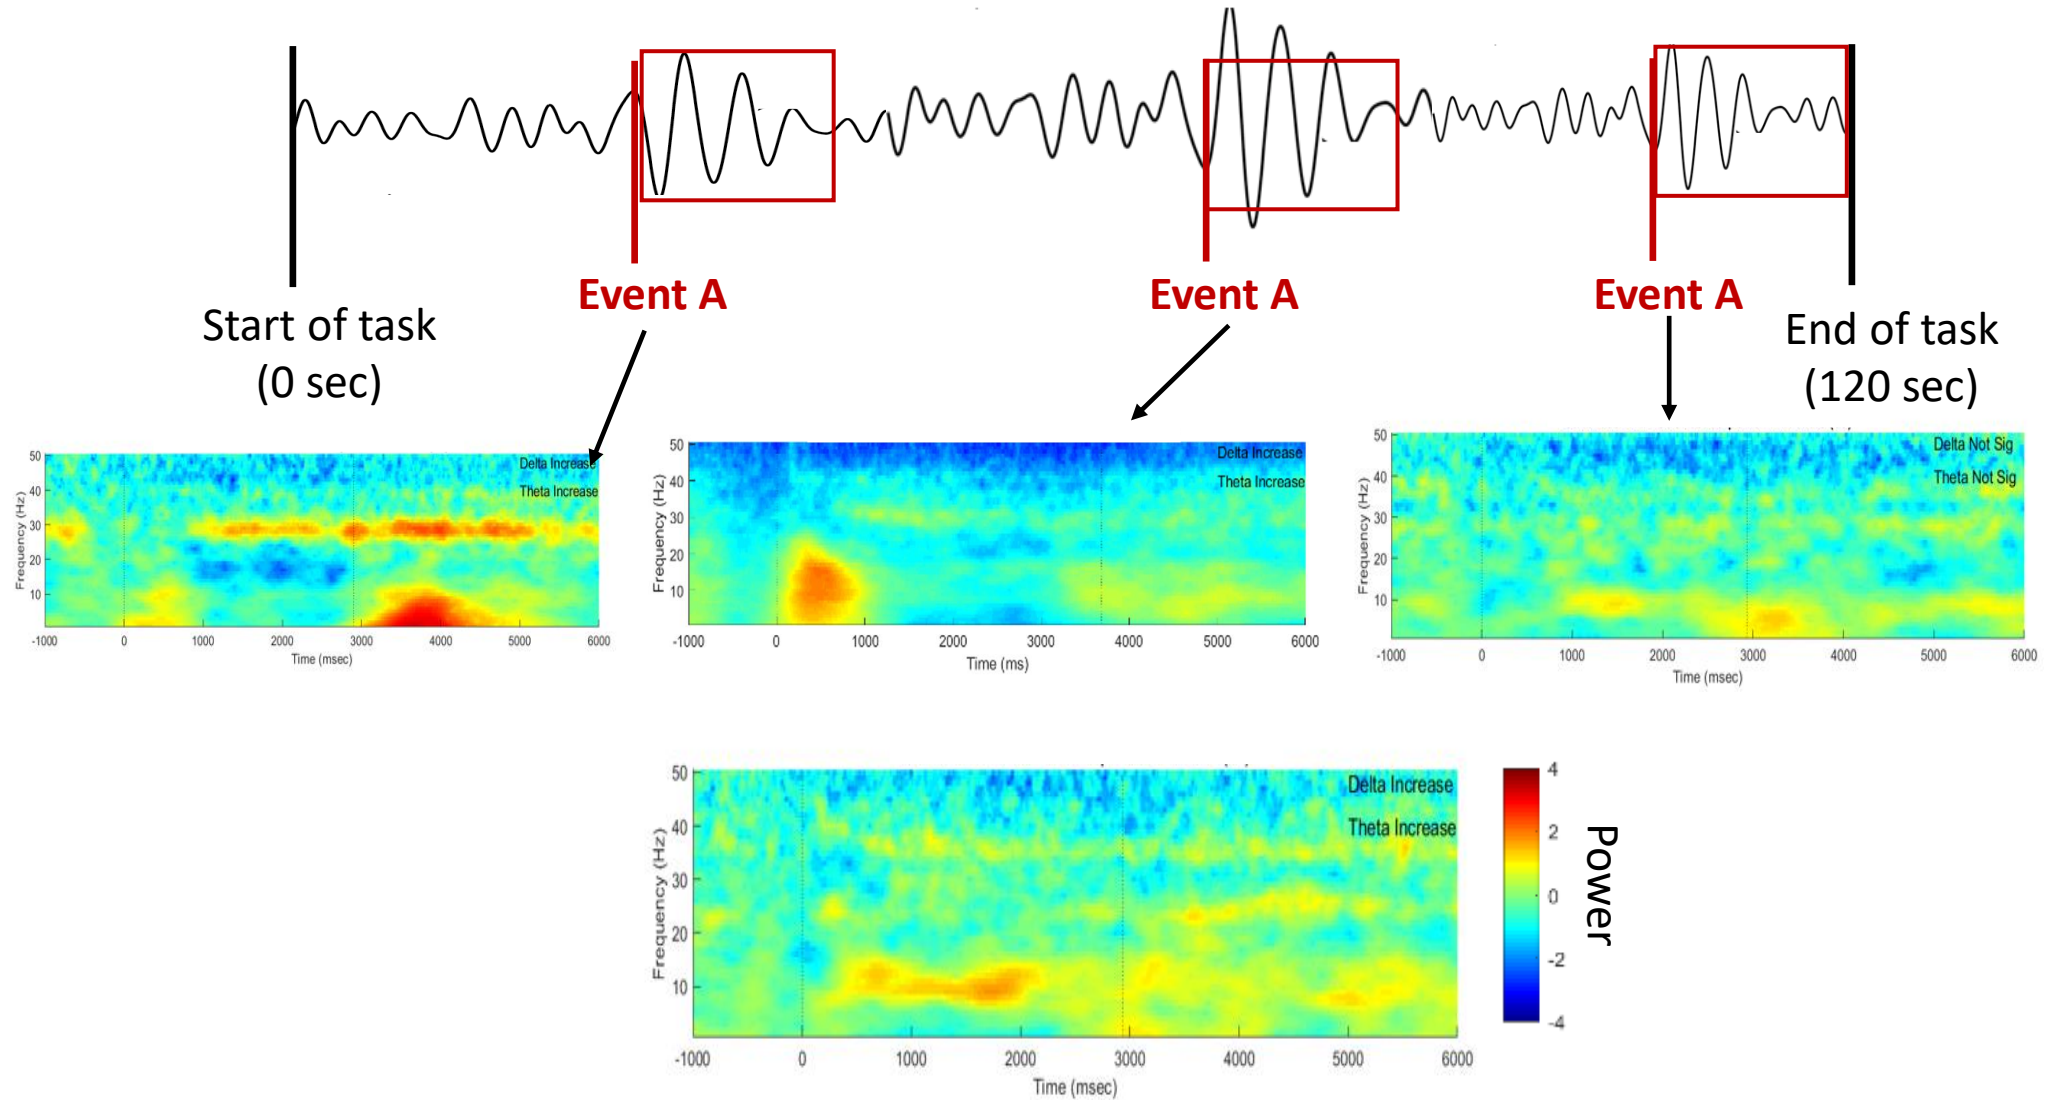 Event A
Event A
Event A
Start of task
(0 sec)
End of task
(120 sec)
50
40
30
20
10
Frequency (Hz)
Delta Increase
Theta Increase
-1000
0
1000
2000
3000
4000
5000
6000
Time (msec)
50
40
30
20
10
Frequency (Hz)
Delta Increase
Theta Increase
-1000
0
1000
2000
3000
4000
5000
6000
Time (ms)
50
40
30
20
10
Frequency (Hz)
Delta Not Sig
Theta Not Sig
-1000
0
1000
2000
3000
4000
5000
6000
Time (msec)
50
40
30
20
10
Frequency (Hz)
Delta Increase
Theta Increase
-1000
0
1000
2000
3000
4000
5000
6000
Time (msec)
4
2
0
-2
-4
Power